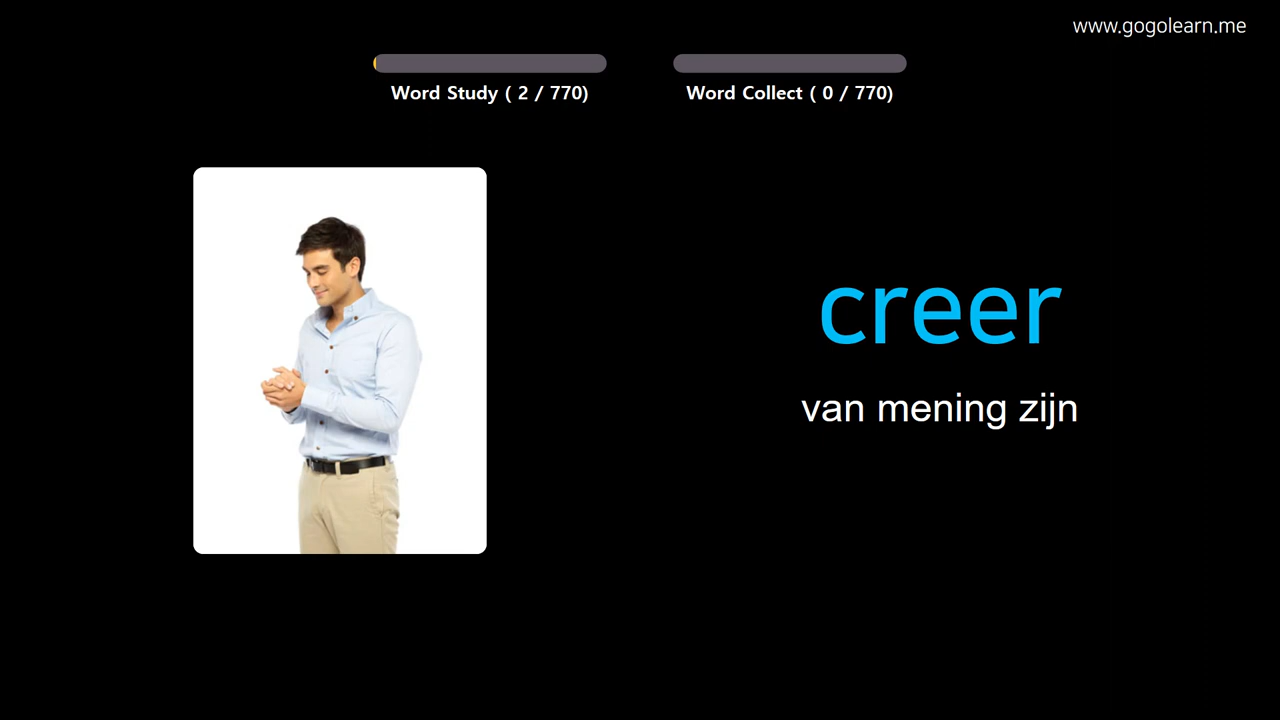 www.gogolearn.me
Word Study ( 2 / 770)
Word Collect ( 0 / 770)
creer
van mening zijn